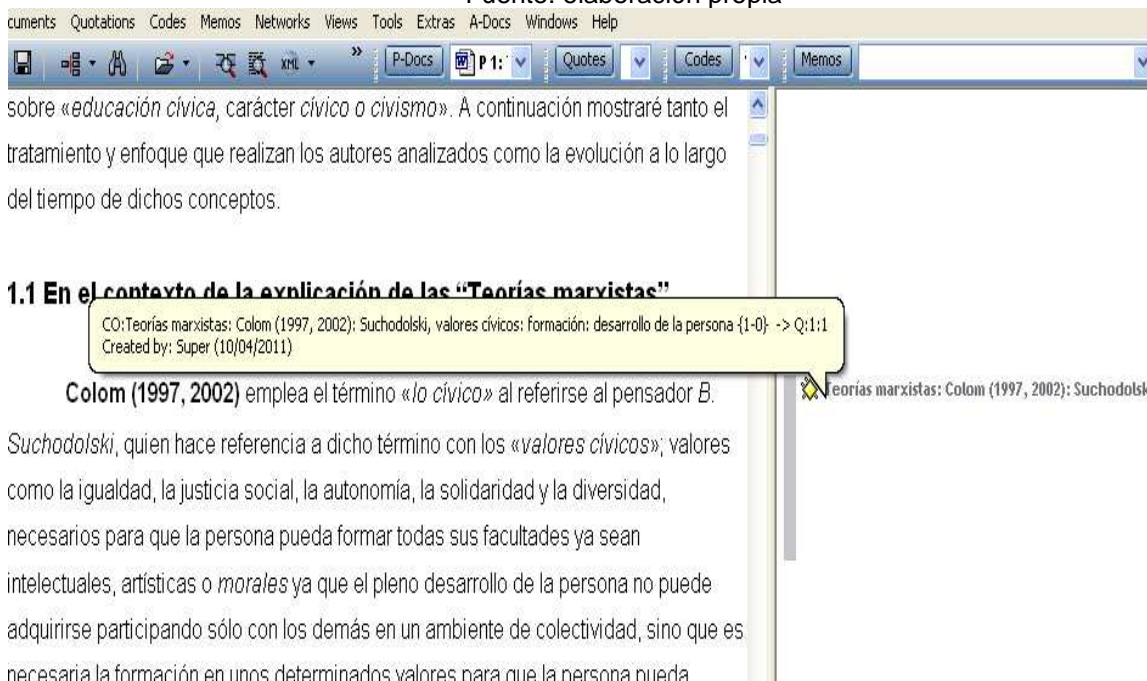 Fuente: elaboración propia
cuments Quotations Codes Memos Networks Views Tools Extras A-Docs Windows Help
XML » P-Docs P 1: Quotes Codes Memos
sobre «educación cívica, carácter cívico o civismo». A continuación mostraré tanto el
tratamiento y enfoque que realizan los autores analizados como la evolución a lo largo
del tiempo de dichos conceptos.
1.1 En el contexto de la explicación de las “Teorías marxistas”
CO:Teorías marxistas: Colom (1997, 2002): Suchodolski, valores cívicos: formación: desarrollo de la persona {1-0} -> Q:1:1
Created by: Super (10/04/2011)
Colom (1997, 2002) emplea el término «lo cívico» al referirse al pensador B.
Teorías marxistas: Colom (1997, 2002): Suchodolsk
Suchodolski, quien hace referencia a dicho término con los «valores cívicos»; valores
como la igualdad, la justicia social, la autonomía, la solidaridad y la diversidad,
necesarios para que la persona pueda formar todas sus facultades ya sean
intelectuales, artísticas o morales ya que el pleno desarrollo de la persona no puede
adquirirse participando sólo con los demás en un ambiente de colectividad, sino que es
necesaria la formación en unos determinados valores para que la persona pueda